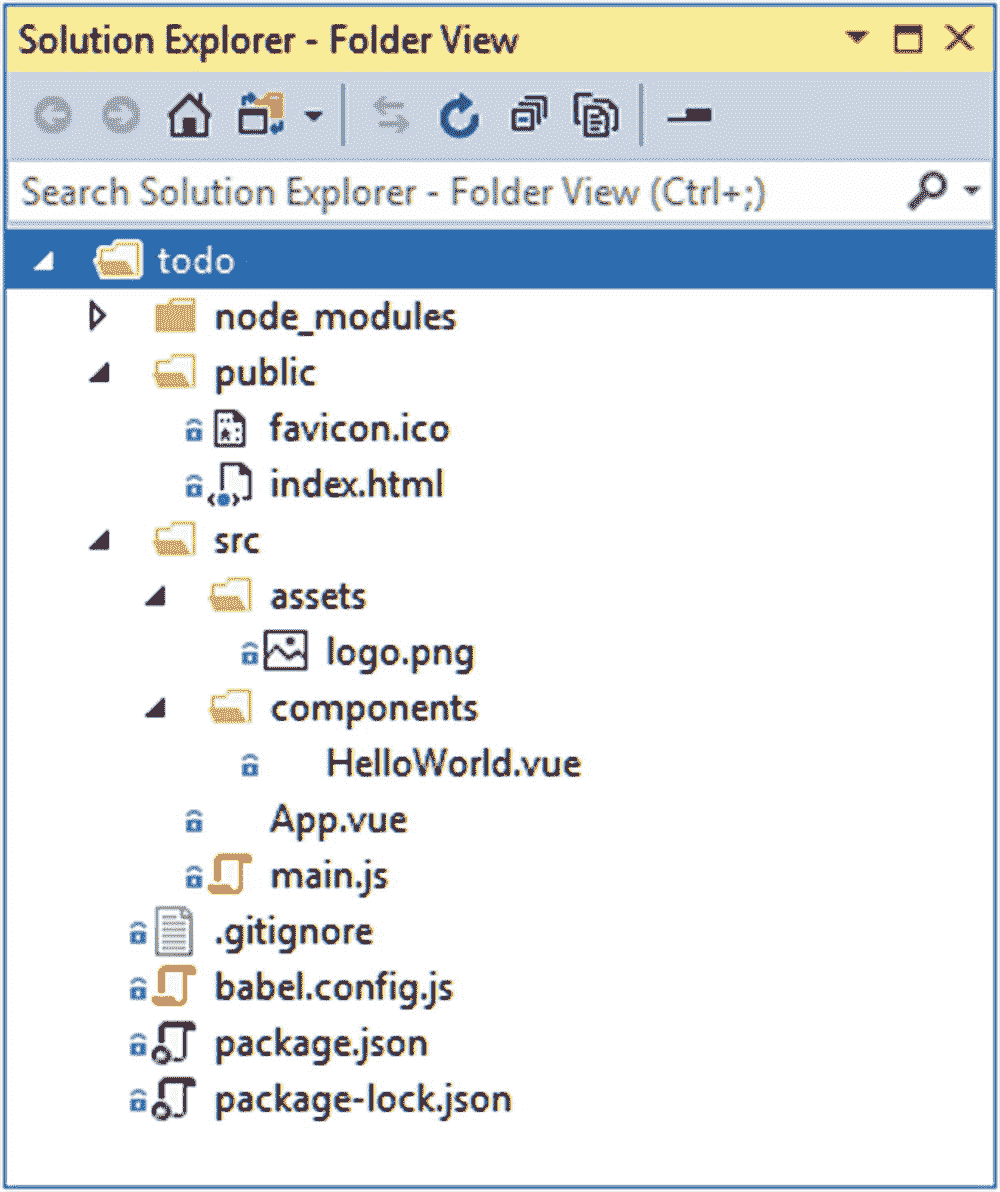 Solution Explorer - Folder View
Search Solution Explorer - Folder View (Ctrl+;)
todo
node_modules
public
favicon.ico
index.html
src
assets
logo.png
components
HelloWorld.vue
App.vue
main.js
.gitignore
babel.config.js
package.json
package-lock.json